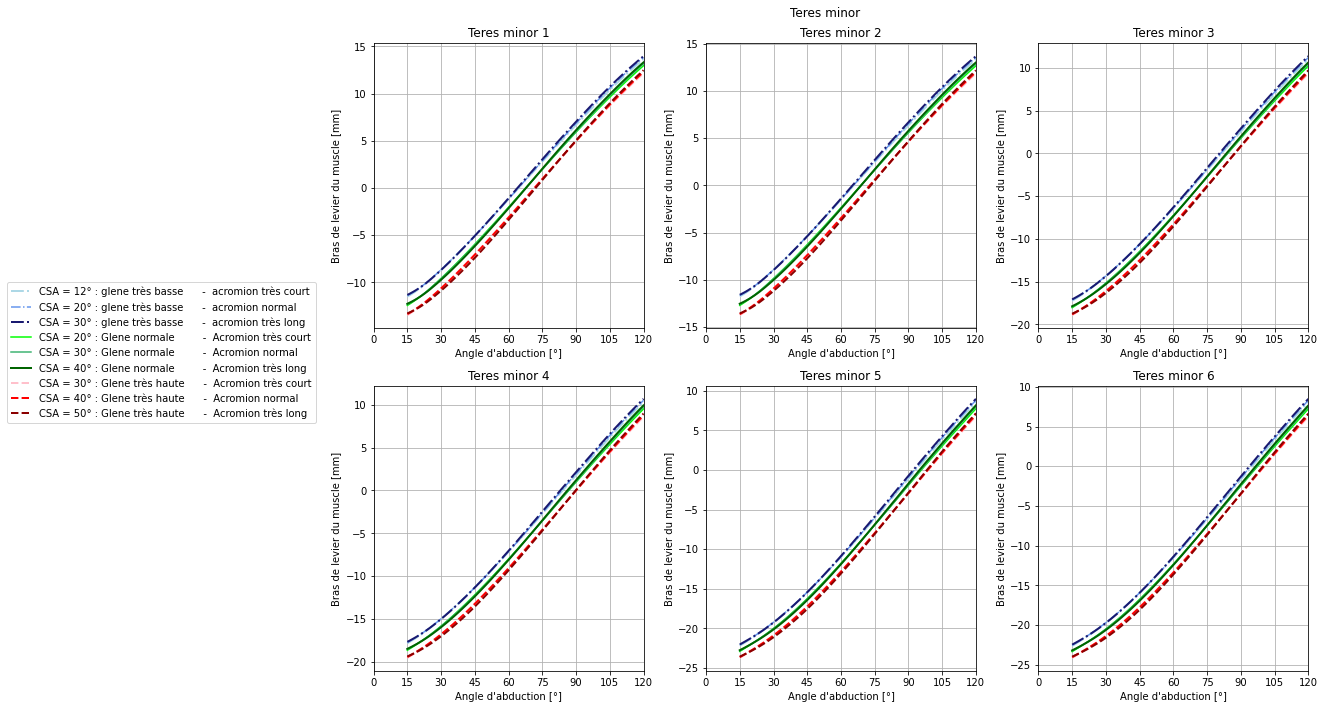 Teres minor
Teres minor 1
Teres minor 2
Teres minor 3
15
10
5
0
−5
−10
Bras de levier du muscle [mm]
0 15 30 45 60 75 90 105 120
Angle d'abduction [°]
15
10
5
0
−5
−10
−15
Bras de levier du muscle [mm]
0 15 30 45 60 75 90 105 120
Angle d'abduction [°]
10
5
0
−5
−10
−15
−20
Bras de levier du muscle [mm]
0 15 30 45 60 75 90 105 120
Angle d'abduction [°]
CSA = 12° : glene très basse - acromion très court
CSA = 20° : glene très basse - acromion normal
CSA = 30° : glene très basse - acromion très long
CSA = 20° : Glene normale - Acromion très court
CSA = 30° : Glene normale - Acromion normal
CSA = 40° : Glene normale - Acromion très long
CSA = 30° : Glene très haute - Acromion très court
CSA = 40° : Glene très haute - Acromion normal
CSA = 50° : Glene très haute - Acromion très long
Teres minor 4
Teres minor 5
Teres minor 6
10
5
0
−5
−10
−15
−20
Bras de levier du muscle [mm]
0 15 30 45 60 75 90 105 120
Angle d'abduction [°]
10
5
0
−5
−10
−15
−20
−25
Bras de levier du muscle [mm]
0 15 30 45 60 75 90 105 120
Angle d'abduction [°]
10
5
0
−5
−10
−15
−20
−25
Bras de levier du muscle [mm]
0 15 30 45 60 75 90 105 120
Angle d'abduction [°]